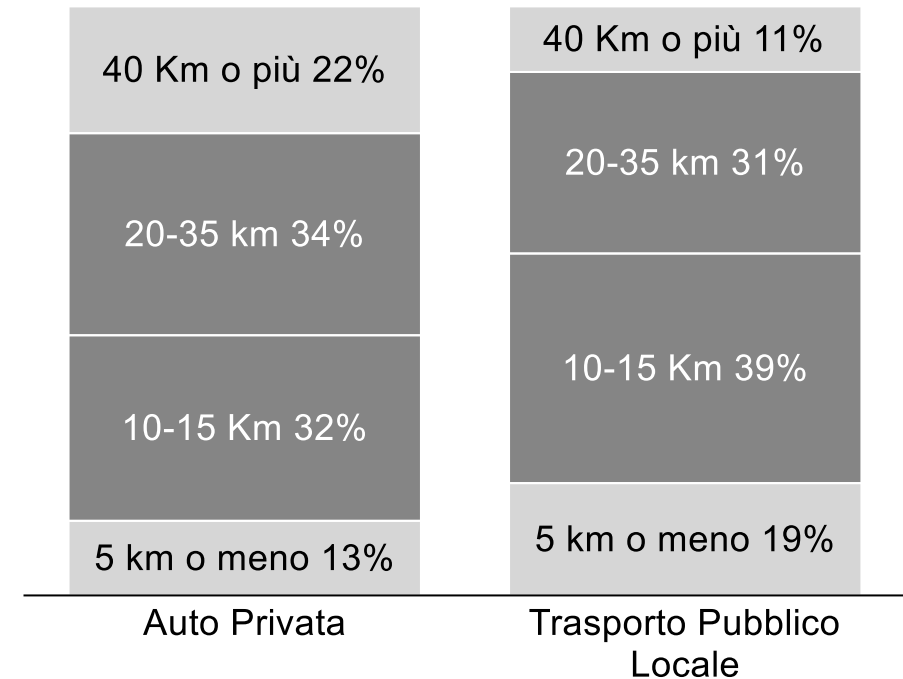 40 Km o più 22%
20-35 km 34%
10-15 Km 32%
5 km o meno 13%
Auto Privata
40 Km o più 11%
20-35 km 31%
10-15 Km 39%
5 km o meno 19%
Trasporto Pubblico
Locale